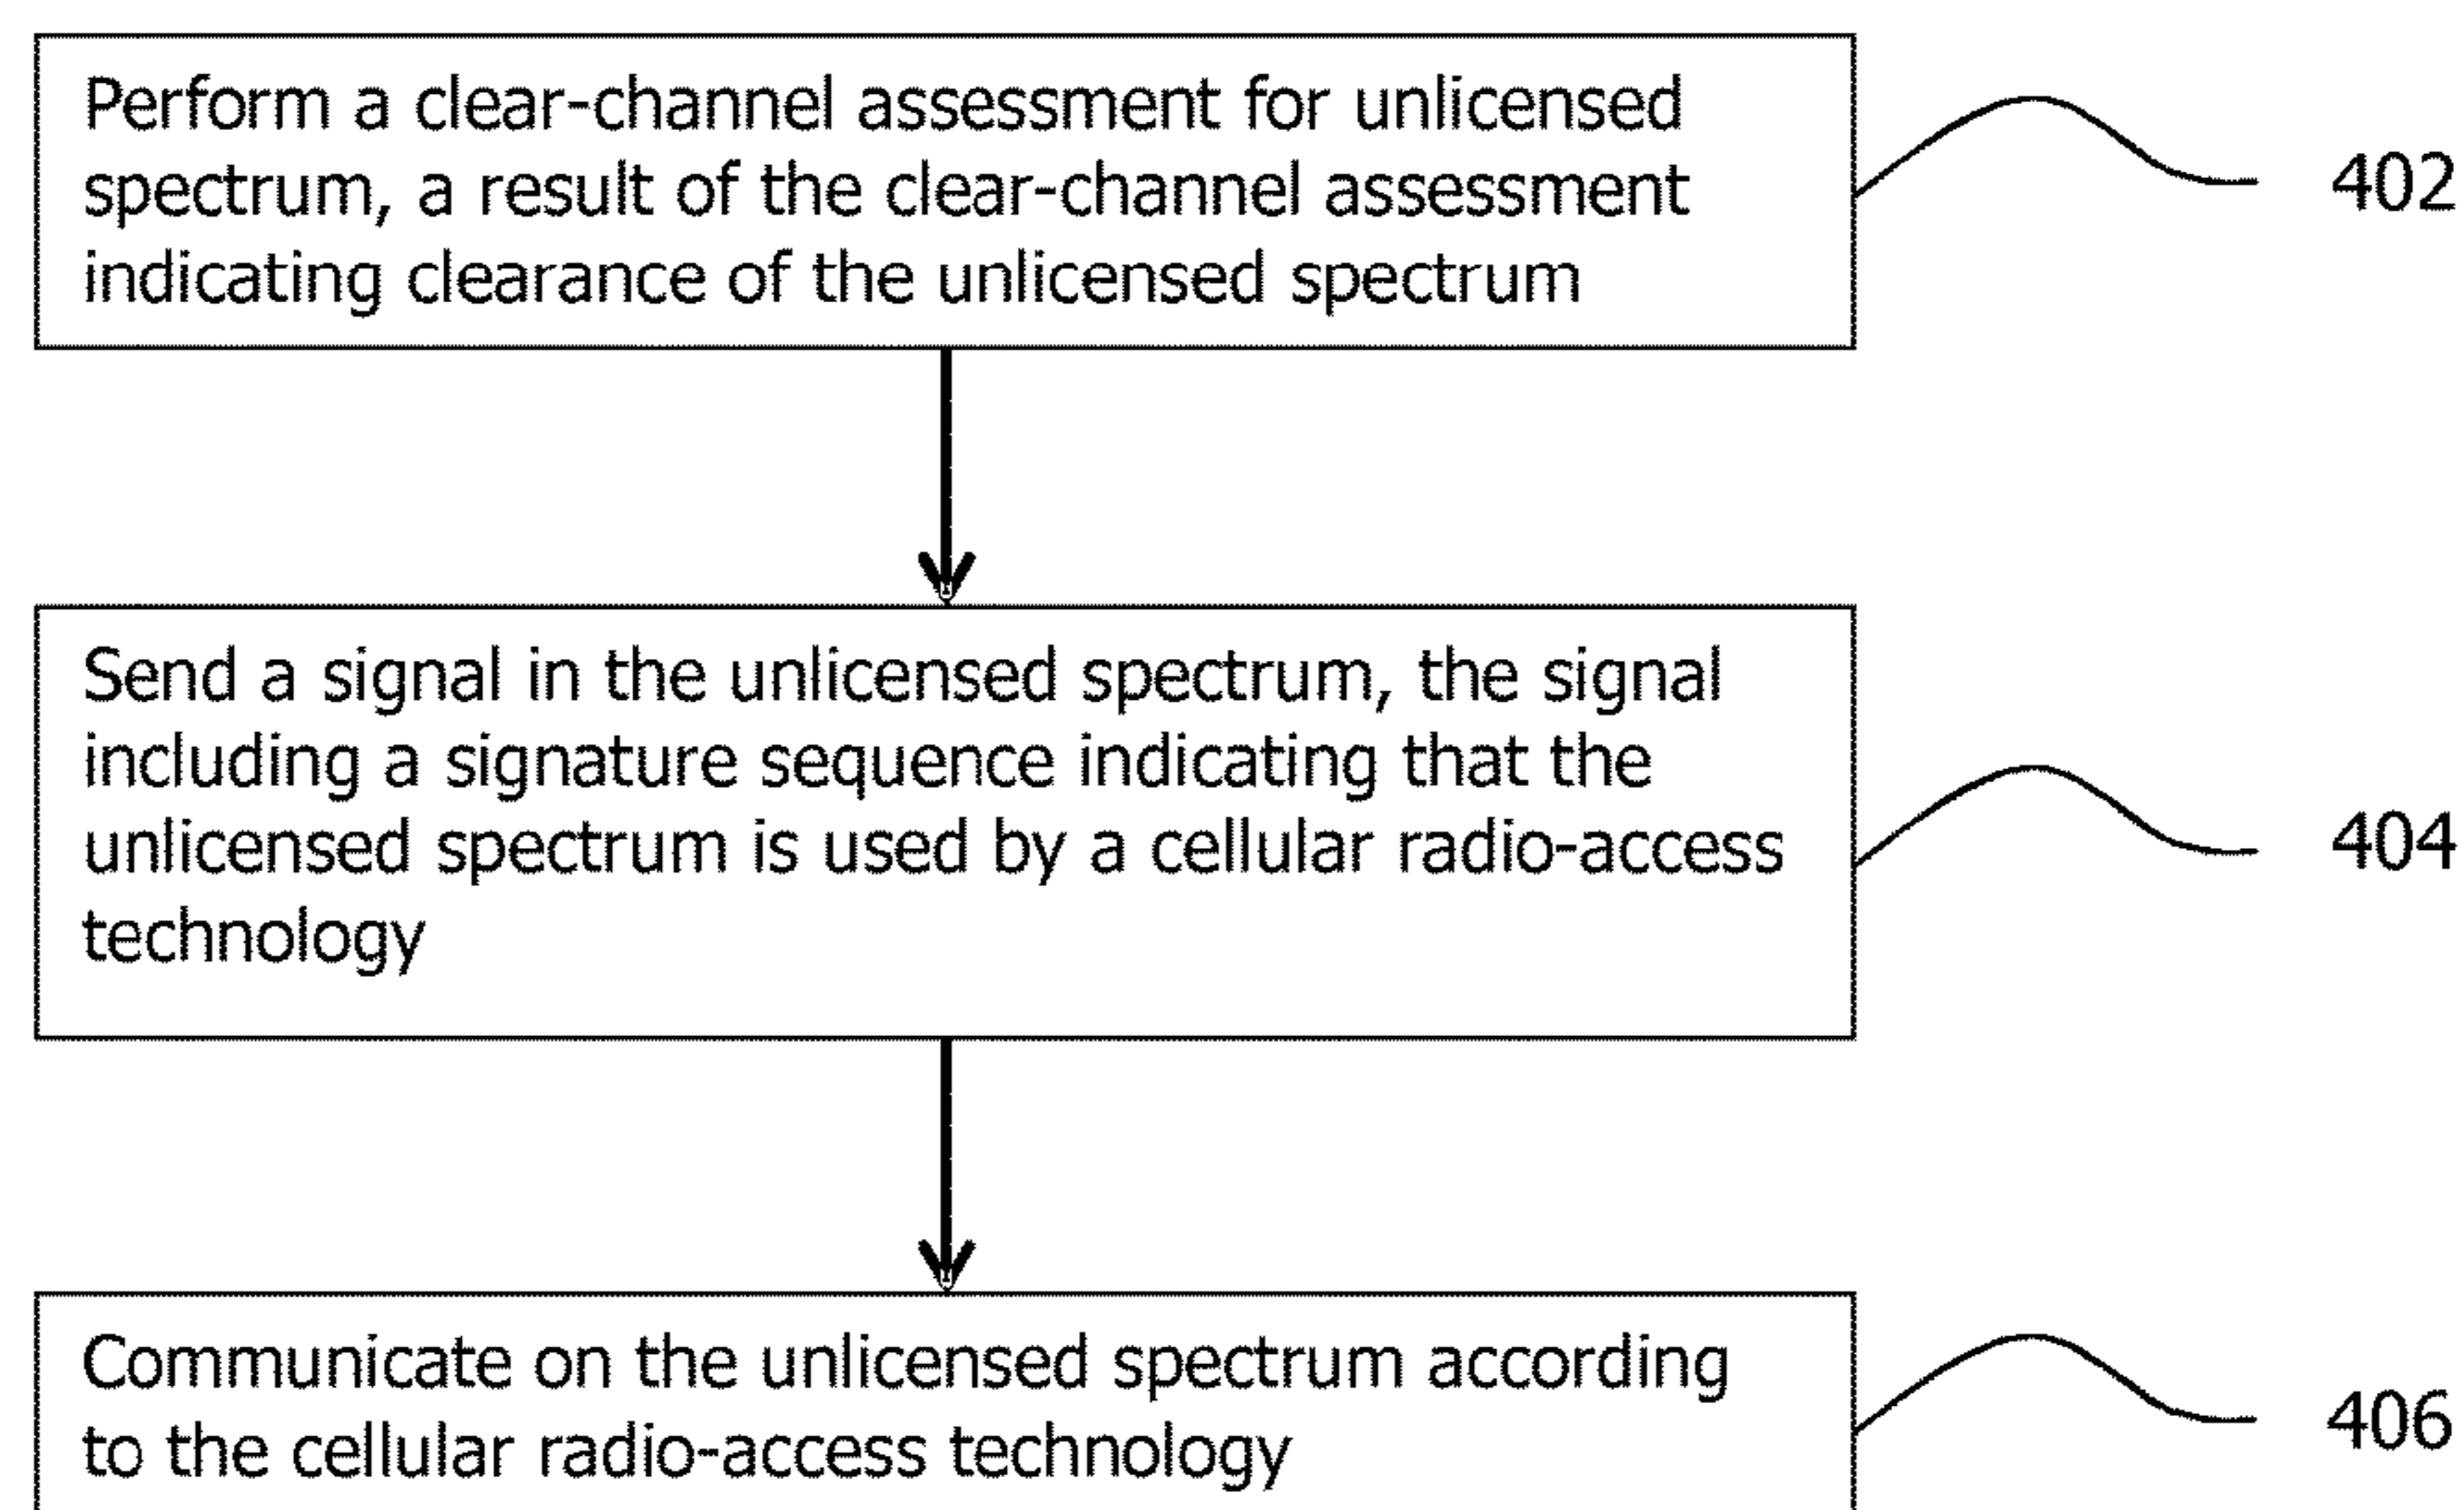 Perform a clear-channel assessment for unlicensed
spectrum, a result of the clear-channel assessment
indicating clearance of the unlicensed spectrum
402
Send a signal in the unlicensed spectrum, the signal
including a signature sequence indicating that the
unlicensed spectrum is used by a cellular radio-access
technology
404
Communicate on the unlicensed spectrum according
to the cellular radio-access technology
406